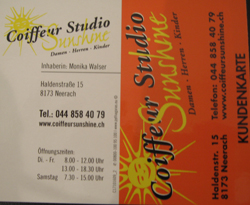 Coiffeur Studio
Sunshine
Damen - Herren - Kinder
Inhaberin: Monika Walser
Haldenstraße 15
8173 Neerach
Tel.: 044 858 40 79
www.coiffeursunshine.ch
Öffnungszeiten:
Di. - Fr. 8.00 - 12.00 Uhr
13.00 - 18.30 Uhr
Samstag 7.30 - 15.00 Uhr
Coiffeur Studio
Sunshine
Damen - Herren - Kinder
Haldenstr. 15
8173 Neerach
Telefon: 044 858 40 79
www.coiffeursunshine.ch
KUNDENKARTE